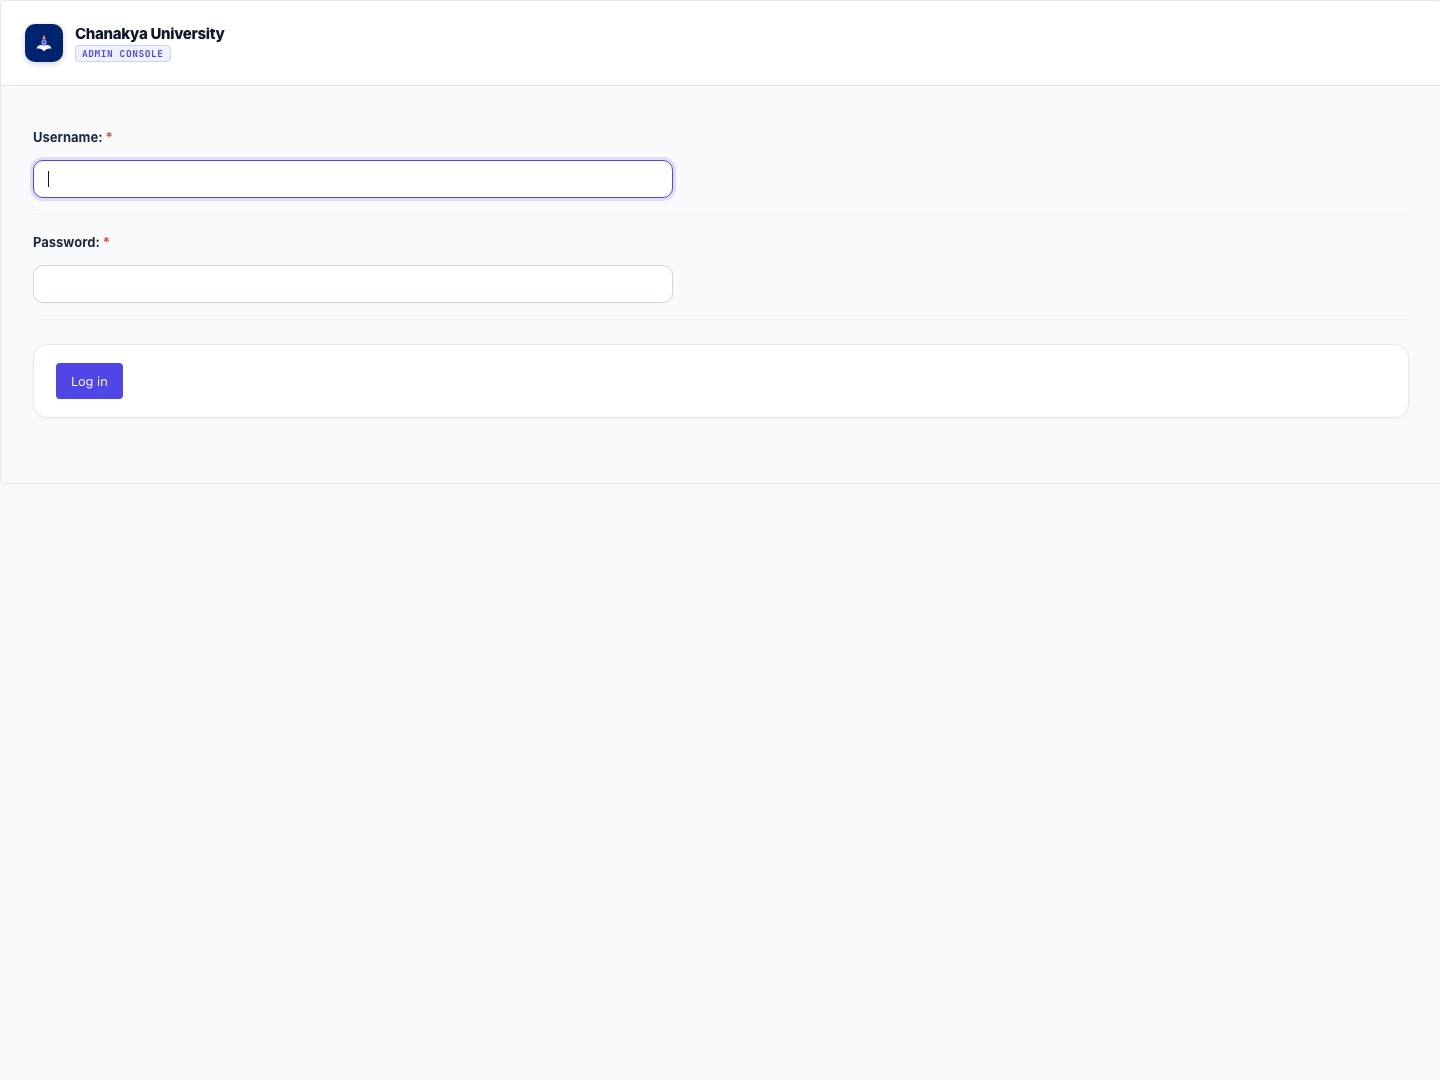 Chanakya University
ADMIN CONSOLE
Username: *
Password: *
Log in